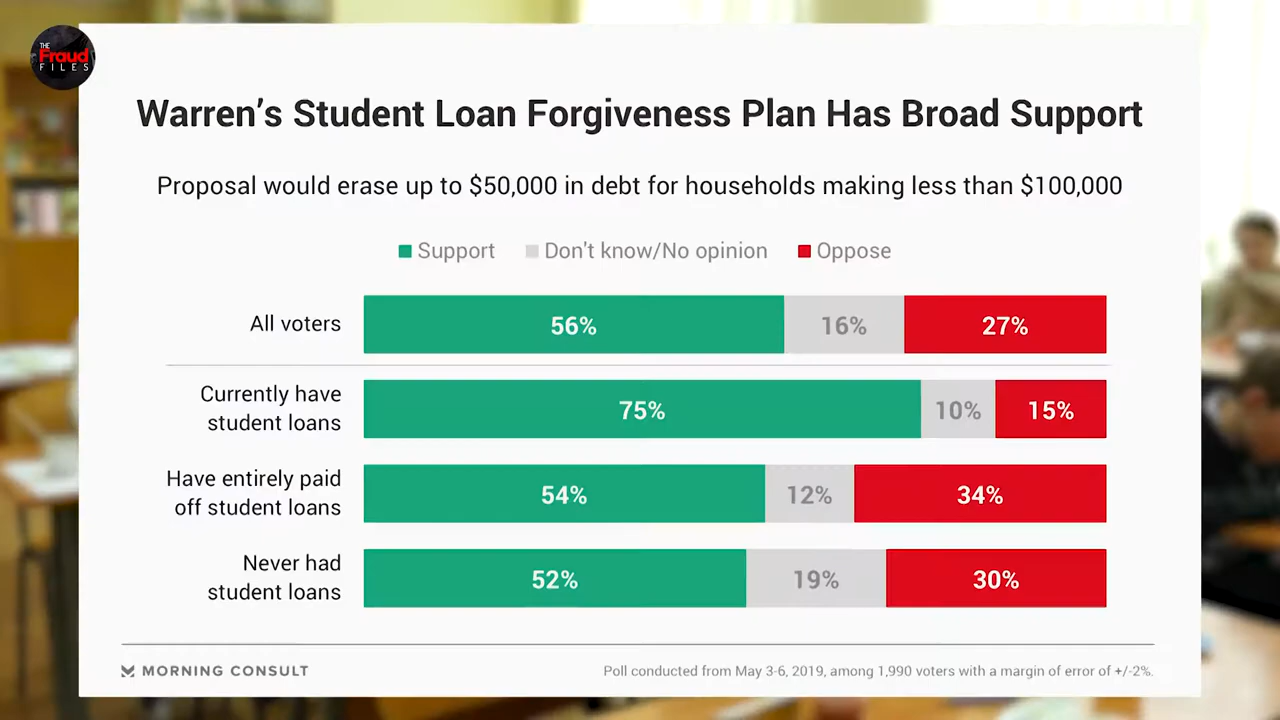 THE
Fraud
FILES
Warren's Student Loan Forgiveness Plan Has Broad Support
Proposal would erase up to $50,000 in debt for households making less than $100,000
Support Don't know/No opinion Oppose
All voters 56% 16% 27%
Currently have
student loans
75% 10% 15%
Have entirely paid
off student loans
54% 12% 34%
Never had
student loans
52% 19% 30%
MORNING CONSULT
Poll conducted from May 3-6, 2019, among 1,990 voters with a margin of error of +/-2%.